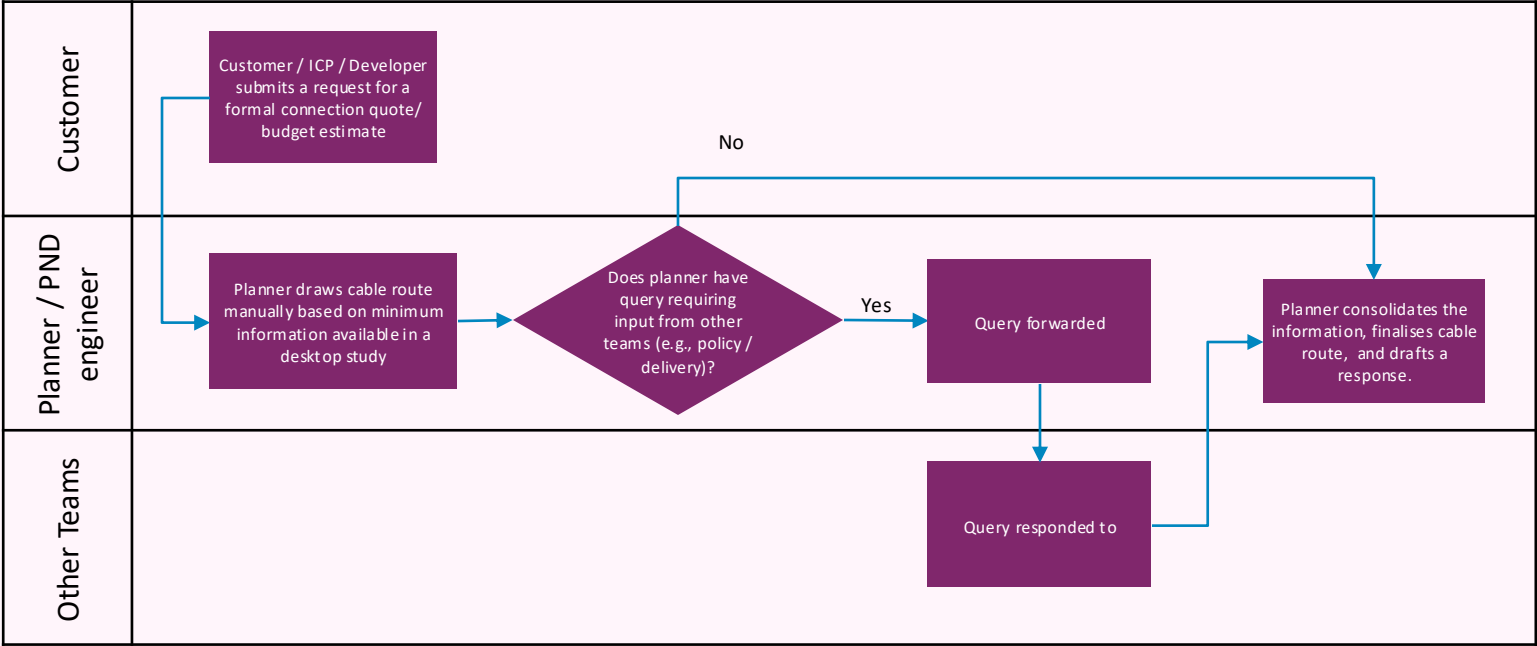 Customer
Customer / ICP / Developer
submits a request for a
formal connection quote/
budget estimate
No
Planner / PND
engineer
Planner draws cable route
manually based on minimum
information available in a
desktop study
Does planner have
query requiring
input from other
teams (e.g., policy /
delivery)?
Yes
Query forwarded
Planner consolidates the
information, finalises cable
route, and drafts a
response.
Other Teams
Query responded to